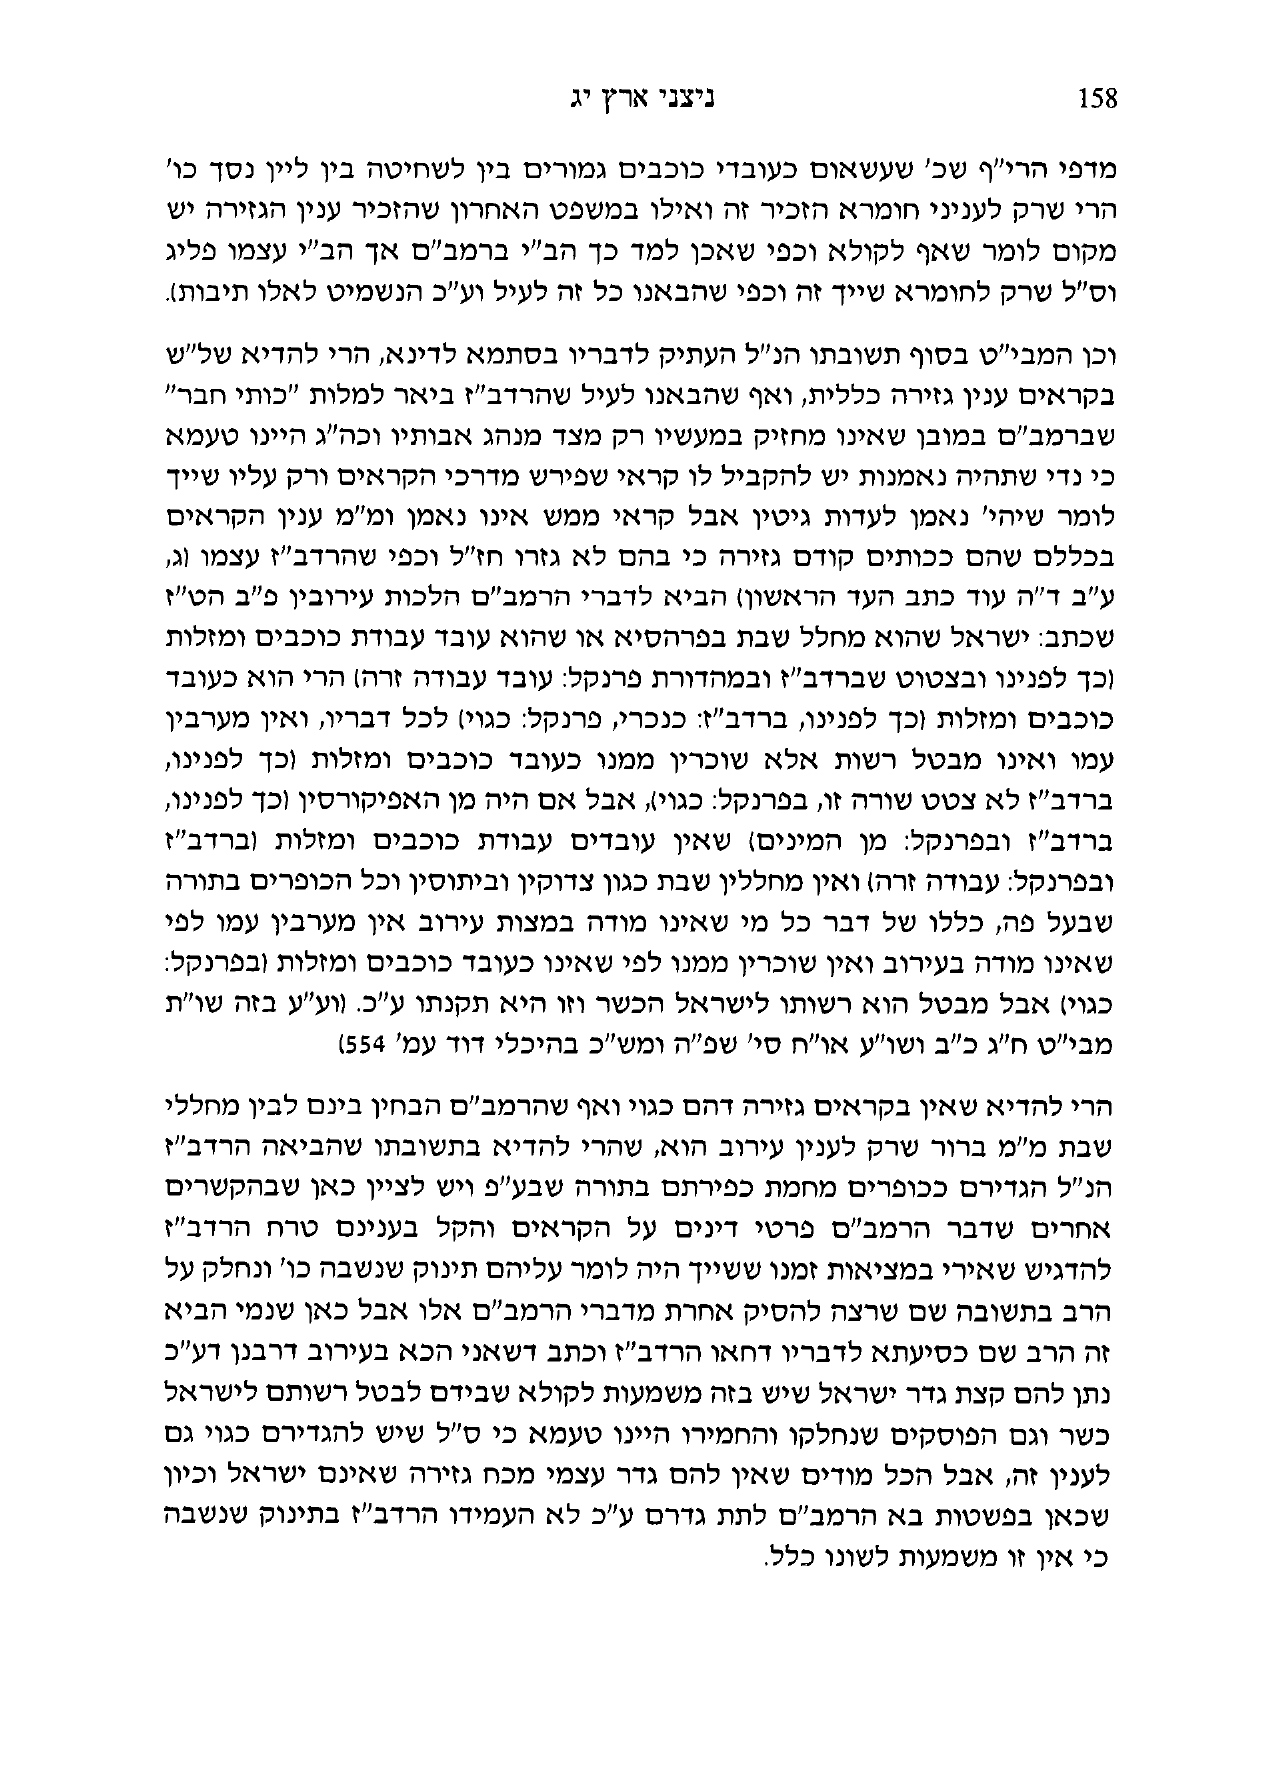 158
ניצני ארץ יג
מדפי הרי"ף שכ' שעשאום כעובדי כוכבים גמורים בין לשחיטה בין ליין נסך כו'
הרי שרק לעניני חומרא הזכיר זה ואילו במשפט האחרון שהזכיר ענין הגזירה יש
מקום לומר שאף לקולא וכפי שאכן למד כך הב"י ברמב"ם אך הב"י עצמו פליג
וס"ל שרק לחומרא שייך זה וכפי שהבאנו כל זה לעיל וע"כ הנשמיט לאלו תיבות).
וכן המבי"ט בסוף תשובתו הנ"ל העתיק לדבריו בסתמא לדינא, הרי להדיא של"ש
בקראים ענין גזירה כללית, ואף שהבאנו לעיל שהרדב"ז ביאר למלות "כותי חבר"
שברמב"ם במובן שאינו מחזיק במעשיו רק מצד מנהג אבותיו וכה"ג היינו טעמא
כי נדי שתהיה נאמנות יש להקביל לו קראי שפירש מדרכי הקראים ורק עליו שייך
לומר שיהי' נאמן לעדות גיטין אבל קראי ממש אינו נאמן ומ"מ ענין הקראים
בכללם שהם ככותים קודם גזירה כי בהם לא גזרו חז"ל וכפי שהרדב"ז עצמו (ג,
ע"ב ד"ה עוד כתב העד הראשון) הביא לדברי הרמב"ם הלכות עירובין פ"ב הט"ז
שכתב: ישראל שהוא מחלל שבת בפרהסיא או שהוא עובד עבודת כוכבים ומזלות
(כך לפנינו ובצטוט שברדב"ז ובמהדורת פרנקל: עובד עבודה זרה) הרי הוא כעובד
כוכבים ומזלות (כך לפנינו, ברדב"ז: כנכרי, פרנקל: כגוי) לכל דבריו, ואין מערבין
עמו ואינו מבטל רשות אלא שוכרין ממנו כעובד כוכבים ומזלות (כך לפנינו,
ברדב"ז לא צטט שורה זו, בפרנקל: כגוי), אבל אם היה מן האפיקורסין (כך לפנינו,
ברדב"ז ובפרנקל: מן המינים) שאין עובדים עבודת כוכבים ומזלות (ברדב"ז
ובפרנקל: עבודה זרה) ואין מחללין שבת כגון צדוקין וביתוסין וכל הכופרים בתורה
שבעל פה, כללו של דבר כל מי שאינו מודה במצות עירוב אין מערבין עמו לפי
שאינו מודה בעירוב ואין שוכרין ממנו לפי שאינו כעובד כוכבים ומזלות (בפרנקל:
כגוי) אבל מבטל הוא רשותו לישראל הכשר וזו היא תקנתו ע"כ. (וע"ע בזה שו"ת
מבי"ט ח"ג כ"ב ושו"ע או"ח סי' שפ"ה ומש"כ בהיכלי דוד עמ' 554)
הרי להדיא שאין בקראים גזירה דהם כגוי ואף שהרמב"ם הבחין בינם לבין מחללי
שבת מ"מ ברור שרק לענין עירוב הוא, שהרי להדיא בתשובתו שהביאה הרדב"ז
הנ"ל הגדירם ככופרים מחמת כפירתם בתורה שבע"פ ויש לציין כאן שבהקשרים
אחרים שדבר הרמב"ם פרטי דינים על הקראים והקל בענינם טרח הרדב"ז
להדגיש שאירי במציאות זמנו ששייך היה לומר עליהם תינוק שנשבה כו' ונחלק על
הרב בתשובה שם שרצה להסיק אחרת מדברי הרמב"ם אלו אבל כאן שנמי הביא
זה הרב שם כסיעתא לדבריו דחאו הרדב"ז וכתב דשאני הכא בעירוב דרבנן דע"כ
נתן להם קצת גדר ישראל שיש בזה משמעות לקולא שבידם לבטל רשותם לישראל
כשר וגם הפוסקים שנחלקו והחמירו היינו טעמא כי ס"ל שיש להגדירם כגוי גם
לענין זה, אבל הכל מודים שאין להם גדר עצמי מכח גזירה שאינם ישראל וכיון
שכאן בפשטות בא הרמב"ם לתת גדרם ע"כ לא העמידו הרדב"ז בתינוק שנשבה
כי אין זו משמעות לשונו כלל.